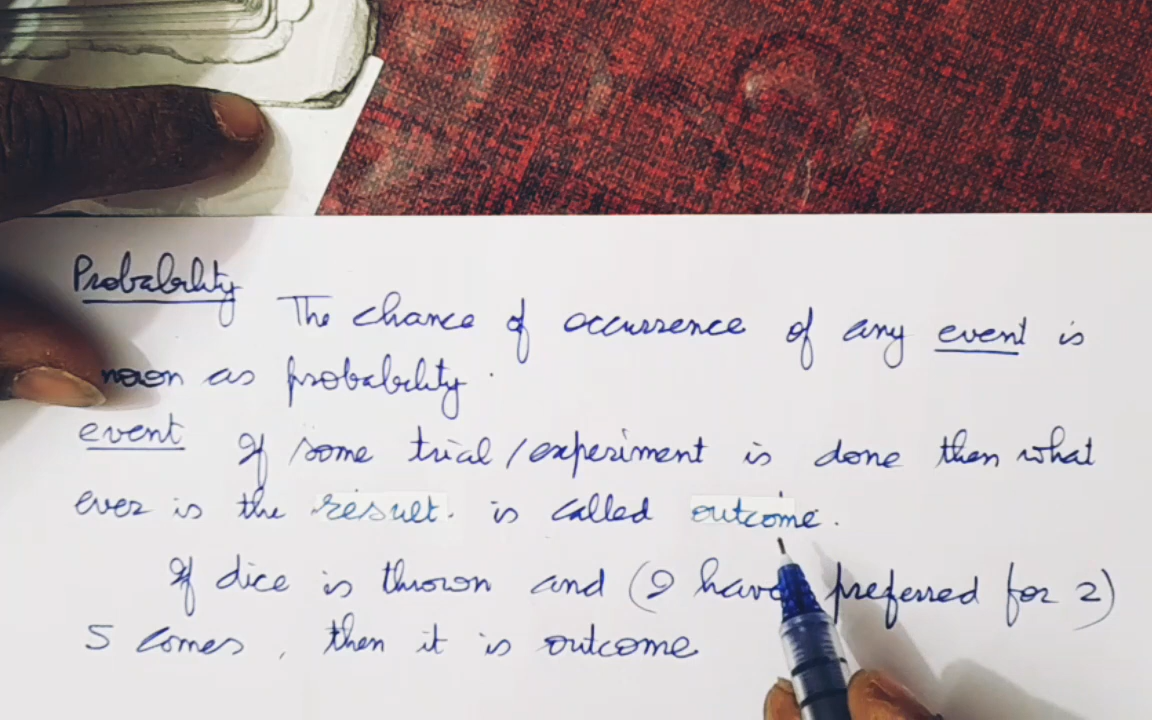 Probability The chance of occurrence of any event is
nown as probability.
event If some trial/experiment is done then what
ever is the result. is called outcome.
If dice is thrown and (I have preferred for 2)
5 comes, then it is outcome